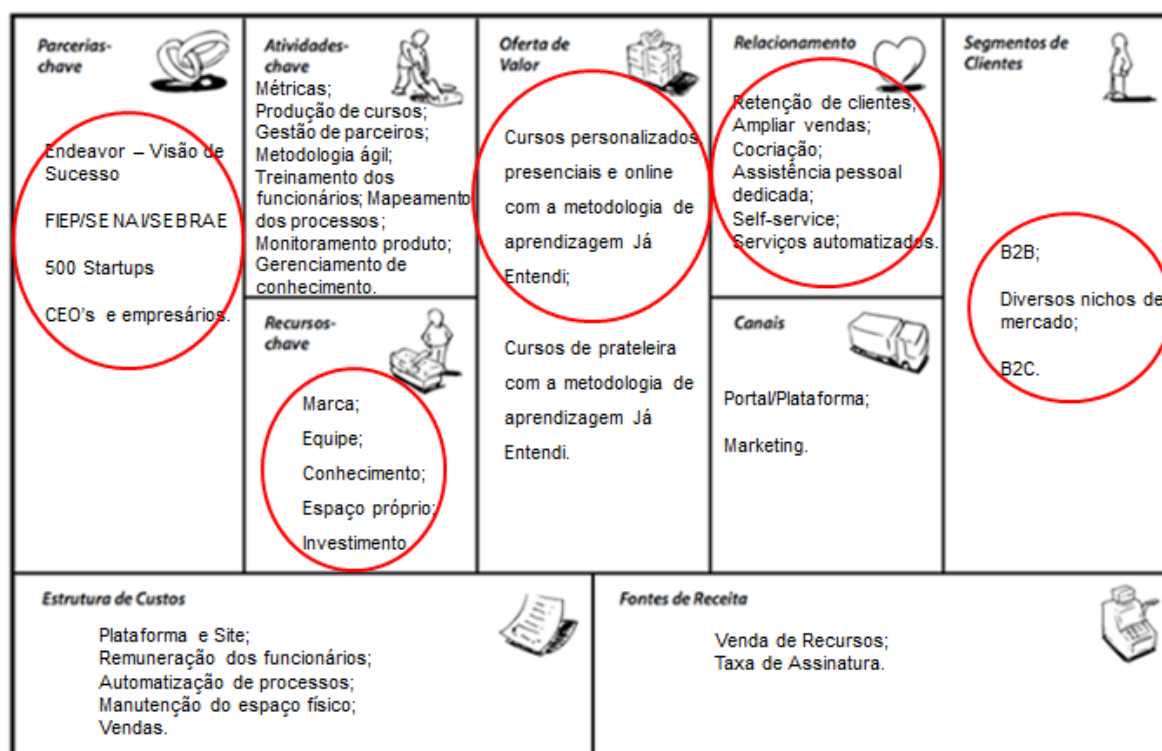 Parcerias-
chave
Endeavor – Visão de
Sucesso
FIEP/SENAI/SEBRAE
500 Startups
CEO's e empresários.
Atividades-
chave
Métricas;
Produção de cursos;
Gestão de parceiros;
Metodologia ágil;
Treinamento dos
funcionários; Mapeamento
dos processos;
Monitoramento produto;
Gerenciamento de
conhecimento.
Recursos-
chave
Marca;
Equipe;
Conhecimento;
Espaço próprio;
Investimento
Oferta de
Valor
Cursos personalizados
presenciais e online
com a metodologia de
aprendizagem Já
Entendi;
Cursos de prateleira
com a metodologia de
aprendizagem Já
Entendi.
Relacionamento
Retenção de clientes;
Ampliar vendas;
Cocriação;
Assistência pessoal
dedicada;
Self-service;
Serviços automatizados.
Canais
Portal/Plataforma;
Marketing.
Segmentos de
Clientes
B2B;
Diversos nichos de
mercado;
B2C.
Estrutura de Custos
Plataforma e Site;
Remuneração dos funcionários;
Automatização de processos;
Manutenção do espaço físico;
Vendas.
Fontes de Receita
Venda de Recursos;
Taxa de Assinatura.